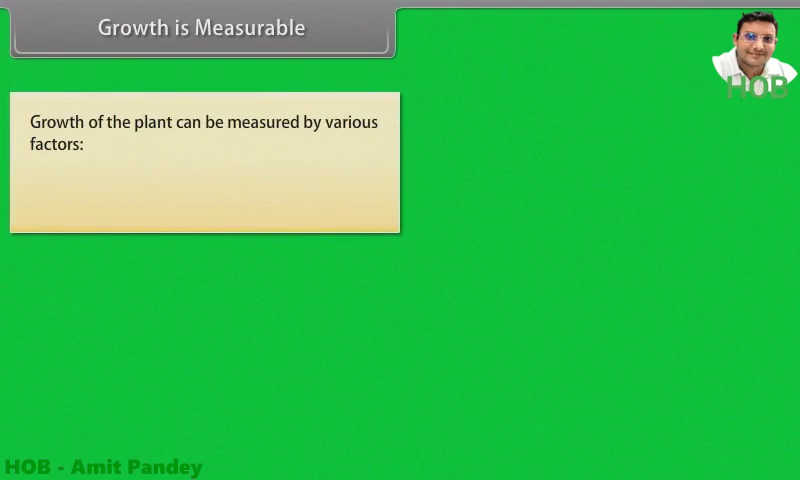 Growth is Measurable
HOB
Growth of the plant can be measured by various
factors:
HOB - Amit Pandey